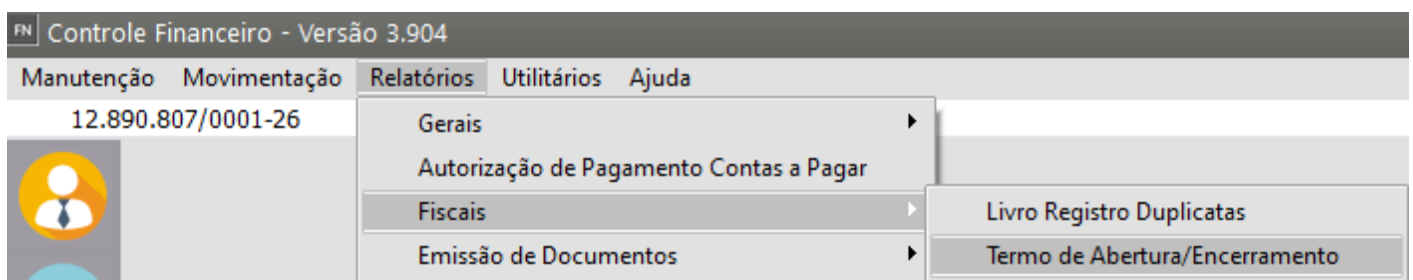 FN Controle Financeiro - Versão 3.904
Manutenção Movimentação Relatórios Utilitários Ajuda
12.890.807/0001-26
Gerais
Autorização de Pagamento Contas a Pagar
Fiscais
Livro Registro Duplicatas
Emissão de Documentos
Termo de Abertura/Encerramento